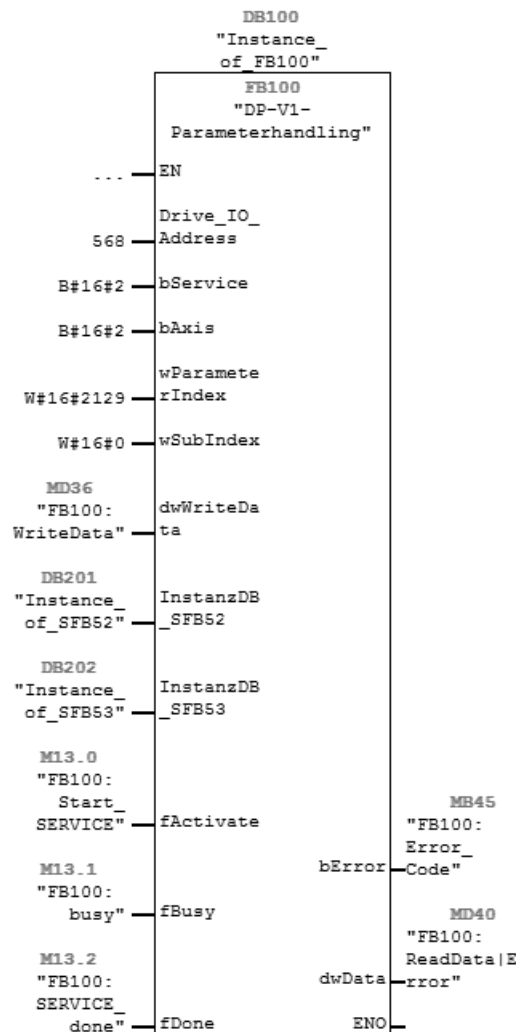 DB100
"Instance_
of_FB100"
FB100
"DP-V1-
Parameterhandling"
... EN
Drive_IO_
568 Address
B#16#2 bService
B#16#2 bAxis
wParamete
W#16#2129 rIndex
W#16#0 wSubIndex
MD36
"FB100: dwWriteDa
WriteData" ta
DB201
"Instance_ InstanzDB
of_SFB52" _SFB52
DB202
"Instance_ InstanzDB
of_SFB53" _SFB53
M13.0
"FB100:
Start_ MB45
SERVICE" fActivate "FB100:
Error_
M13.1 bError Code"
"FB100:
busy" fBusy MD40
"FB100:
M13.2 ReadData|E
"FB100: dwData rror"
SERVICE_
done" fDone ENO